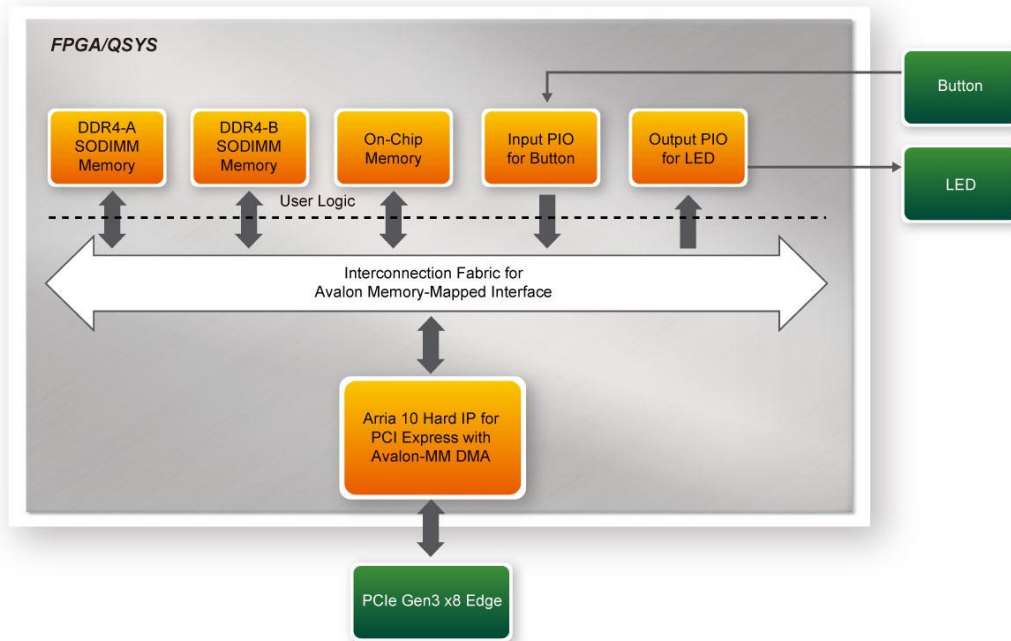 FPGA/QSYS
Button
DDR4-A
SODIMM
Memory
DDR4-B
SODIMM
Memory
On-Chip
Memory
Input PIO
for Button
Output PIO
for LED
LED
User Logic
Interconnection Fabric for
Avalon Memory-Mapped Interface
Arria 10 Hard IP for
PCI Express with
Avalon-MM DMA
PCIe Gen3 x8 Edge